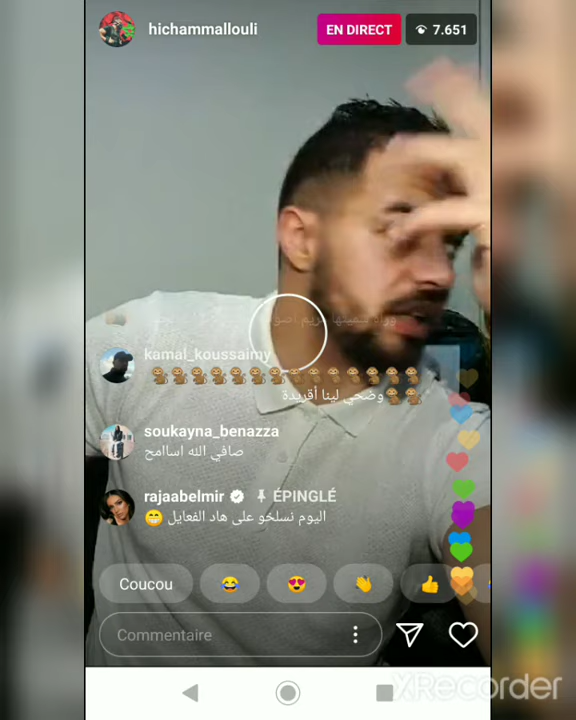 hichammallouli
EN DIRECT
7.651
kamal_koussaimy
🐒🐒🐒🐒🐒🐒🐒🐒🐒🐒🐒🐒🐒🐒
🐒🐒وضحي لينا أقريدة
soukayna_benazza
صافي الله اسامح
rajaabelmir ÉPINGLÉ
اليوم نسلخو على هاد الفعايل 😁
Coucou 😂 😍 👏 👍
Commentaire
XRecorder